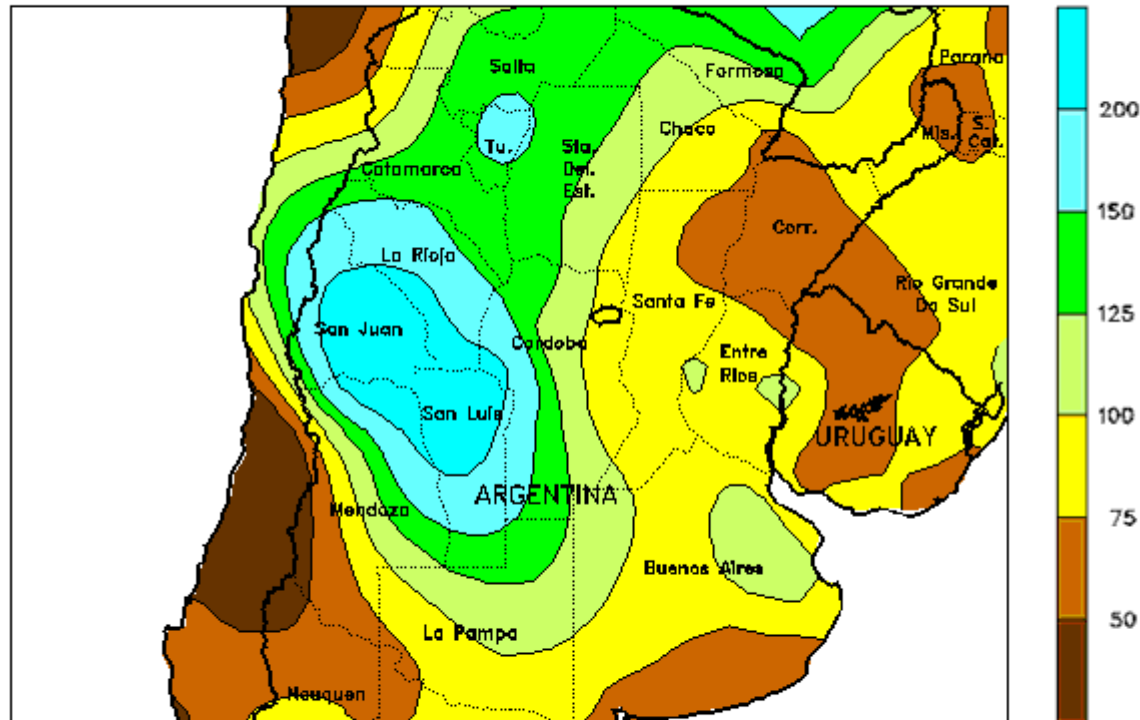 Salta
Formosa
Parana
200
Chaco
Mis.
S.
Cat.
Tu.
Sta.
Del.
Est.
Catamarca
150
Corr.
La Rioja
Rio Grande
Do Sul
Santa Fe
125
San Juan
Cordoba
Entre
Rios
San Luis
100
URUGUAY
ARGENTINA
Mendoza
75
Buenos Aires
50
La Pampa
Neuquen